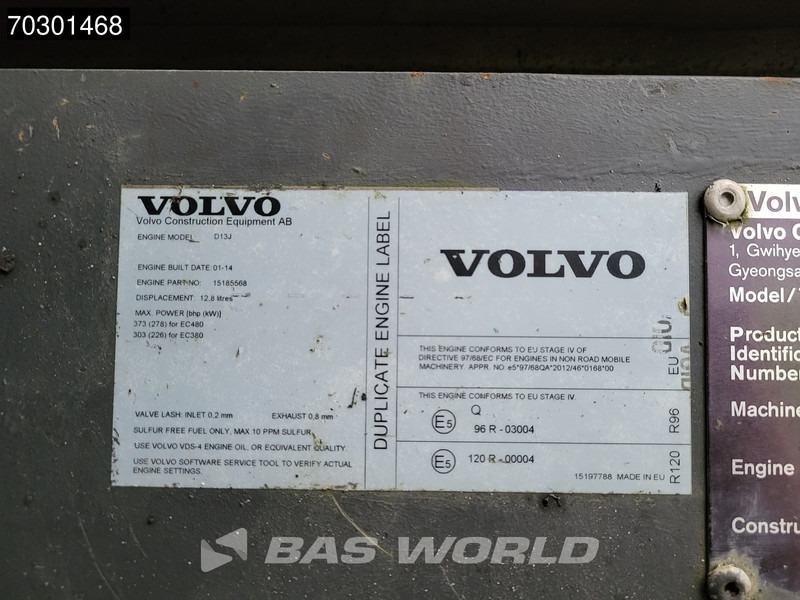 70301468
VOLVO
Volvo Construction Equipment AB
ENGINE MODEL D13J
ENGINE BUILT DATE: 01-14
ENGINE PART NO: 15185568
DISPLACEMENT: 12,8 litres
MAX. POWER [bhp (kW)]
373 (278) for EC480
303 (226) for EC380
VALVE LASH: INLET 0,2 mm EXHAUST 0,8 mm
SULFUR FREE FUEL ONLY, MAX 10 PPM SULFUR
USE VOLVO VDS-4 ENGINE OIL, OR EQUIVALENT QUALITY.
USE VOLVO SOFTWARE SERVICE TOOL TO VERIFY ACTUAL
ENGINE SETTINGS.
DUPLICATE ENGINE LABEL
VOLVO
THIS ENGINE CONFORMS TO EU STAGE IV OF
DIRECTIVE 97/68/EC FOR ENGINES IN NON ROAD MOBILE
MACHINERY. APPR. NO: e5*97/68QA*2012/46*0168*00
EU
THIS ENGINE CONFORMS TO EU STAGE IV.
E5
Q
96 R - 03004
R96
E5
120 R - 00004
R120
15197788 MADE IN EU
VOID
VOID
Volv
Volvo C
1, Gwihye
Gyeongsa
Model/
Product
Identific
Number
Machine
Engine
Constru
BAS WORLD